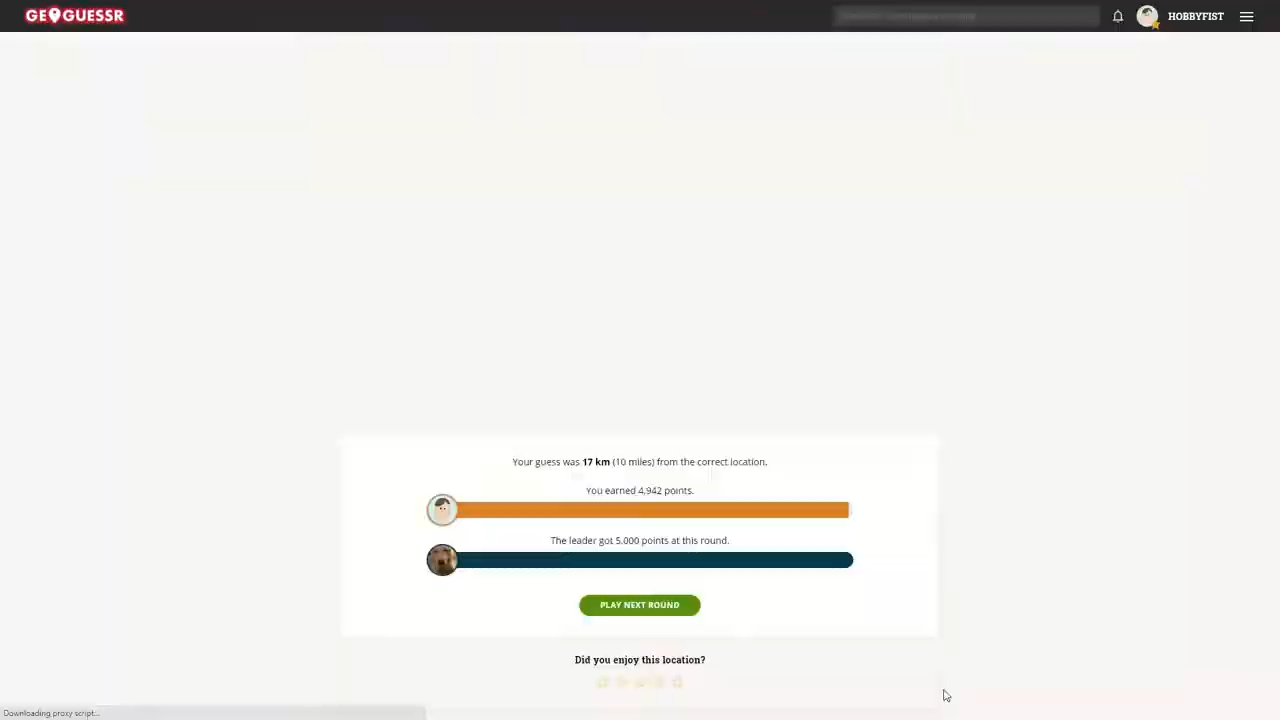 GEOGUESSR
HOBBYFIST
Your guess was 17 km (10 miles) from the correct location.
You earned 4,942 points.
The leader got 5,000 points at this round.
PLAY NEXT ROUND
Did you enjoy this location?
Downloading proxy script...